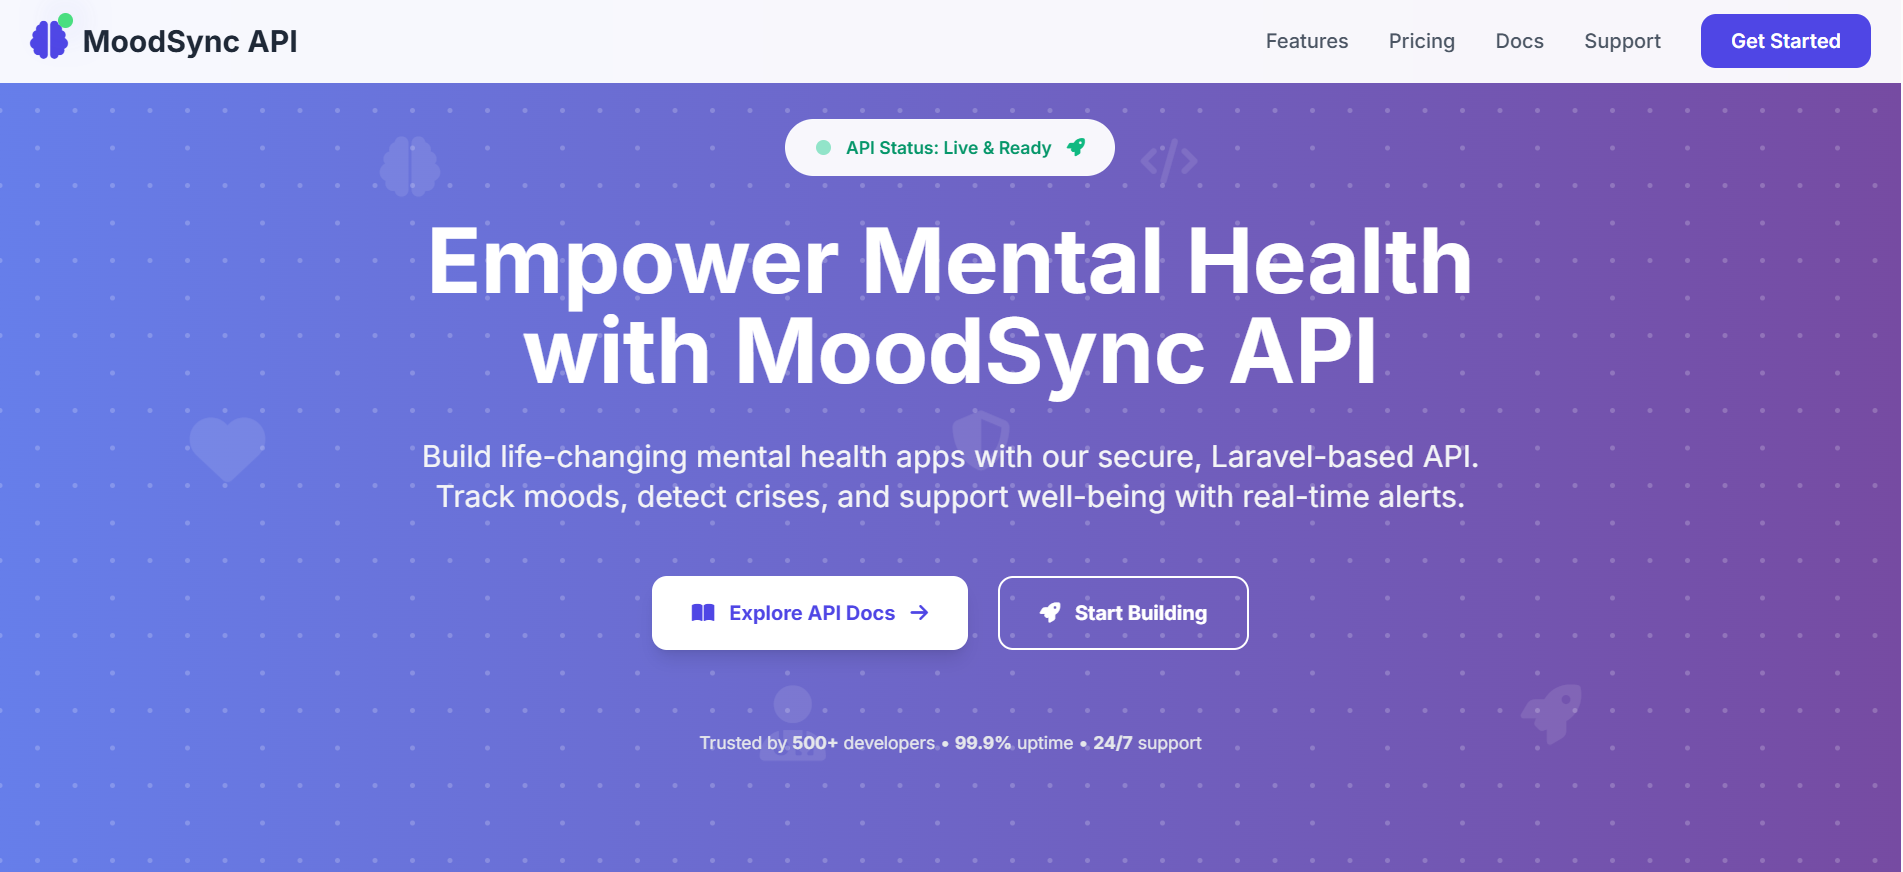 MoodSync API
Features
Pricing
Docs
Support
Get Started
API Status: Live & Ready
Empower Mental Health
with MoodSync API
Build life-changing mental health apps with our secure, Laravel-based API.
Track moods, detect crises, and support well-being with real-time alerts.
Explore API Docs
Start Building
Trusted by 500+ developers • 99.9% uptime • 24/7 support